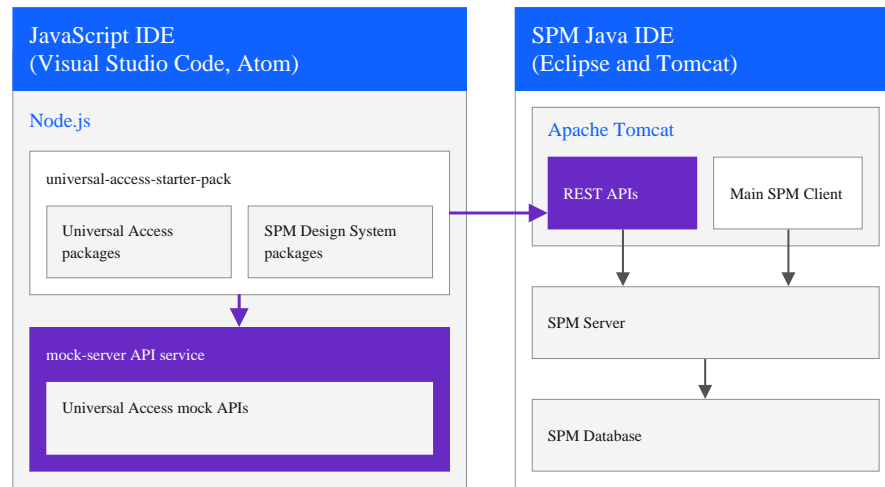 JavaScript IDE
(Visual Studio Code, Atom)
Node.js
universal-access-starter-pack
Universal Access
packages
SPM Design System
packages
mock-server API service
Universal Access mock APIs
SPM Java IDE
(Eclipse and Tomcat)
Apache Tomcat
REST APIs
Main SPM Client
SPM Server
SPM Database